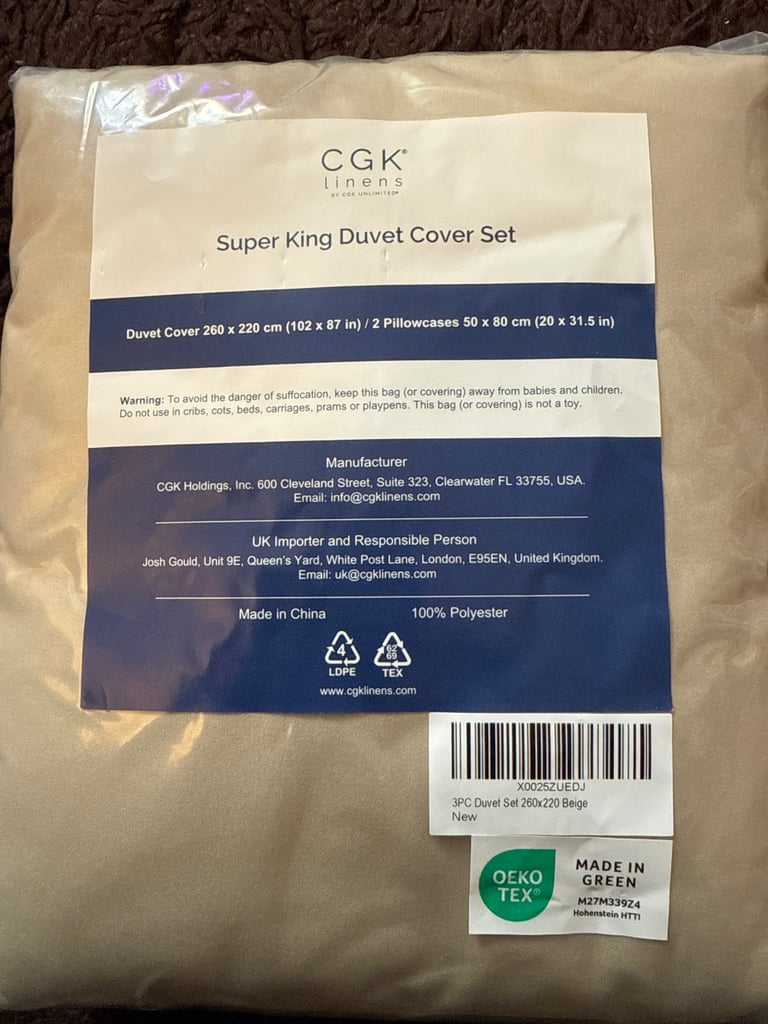 CGK®
linens
BY CGK UNLIMITED®
Super King Duvet Cover Set
Duvet Cover 260 x 220 cm (102 x 87 in) / 2 Pillowcases 50 x 80 cm (20 x 31.5 in)
Warning: To avoid the danger of suffocation, keep this bag (or covering) away from babies and children.
Do not use in cribs, cots, beds, carriages, prams or playpens. This bag (or covering) is not a toy.
Manufacturer
CGK Holdings, Inc. 600 Cleveland Street, Suite 323, Clearwater FL 33755, USA.
Email: info@cgklinens.com
UK Importer and Responsible Person
Josh Gould, Unit 9E, Queen's Yard, White Post Lane, London, E95EN, United Kingdom.
Email: uk@cgklinens.com
Made in China 100% Polyester
4 62
69
LDPE TEX
www.cgklinens.com
X0025ZUEDJ
3PC Duvet Set 260x220 Beige
New
OEKO
TEX®
MADE IN
GREEN
M27M339Z4
Hohenstein HTTI